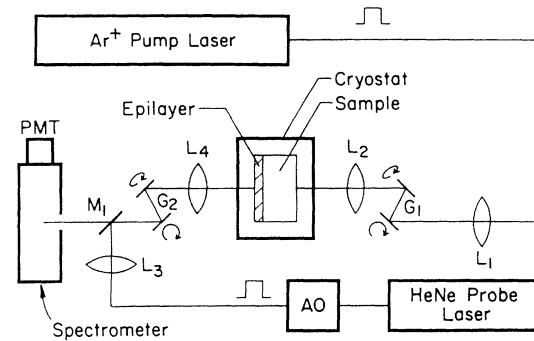 Ar+ Pump Laser
Cryostat
Sample
Epilayer
PMT
L4
L2
M1
G2
G1
L3
L1
AO
HeNe Probe
Laser
Spectrometer